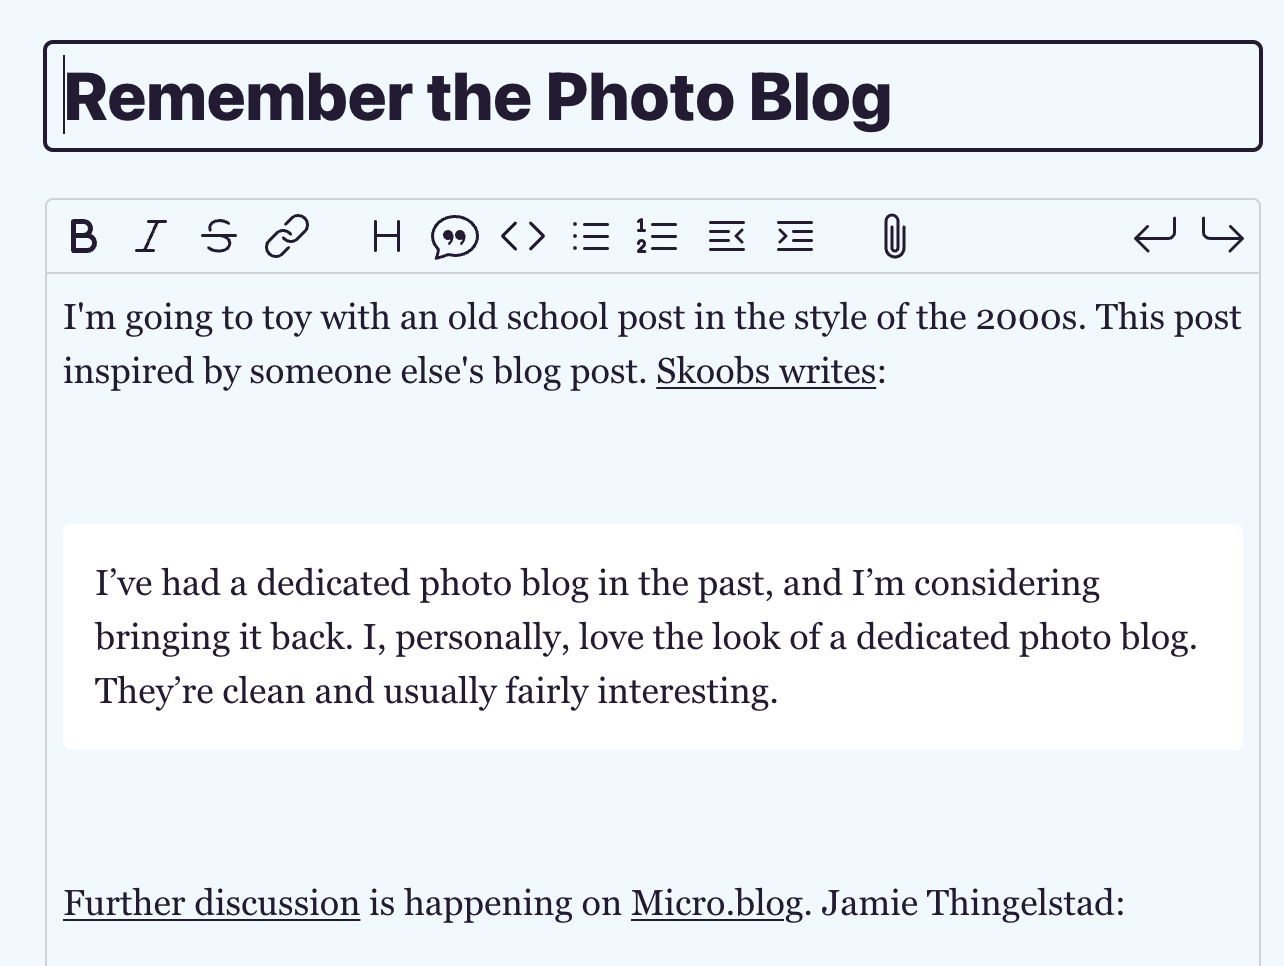 Remember the Photo Blog
I'm going to toy with an old school post in the style of the 2000s. This post
inspired by someone else's blog post. Skoobs writes:
I’ve had a dedicated photo blog in the past, and I’m considering
bringing it back. I, personally, love the look of a dedicated photo blog.
They’re clean and usually fairly interesting.
Further discussion is happening on Micro.blog. Jamie Thingelstad: